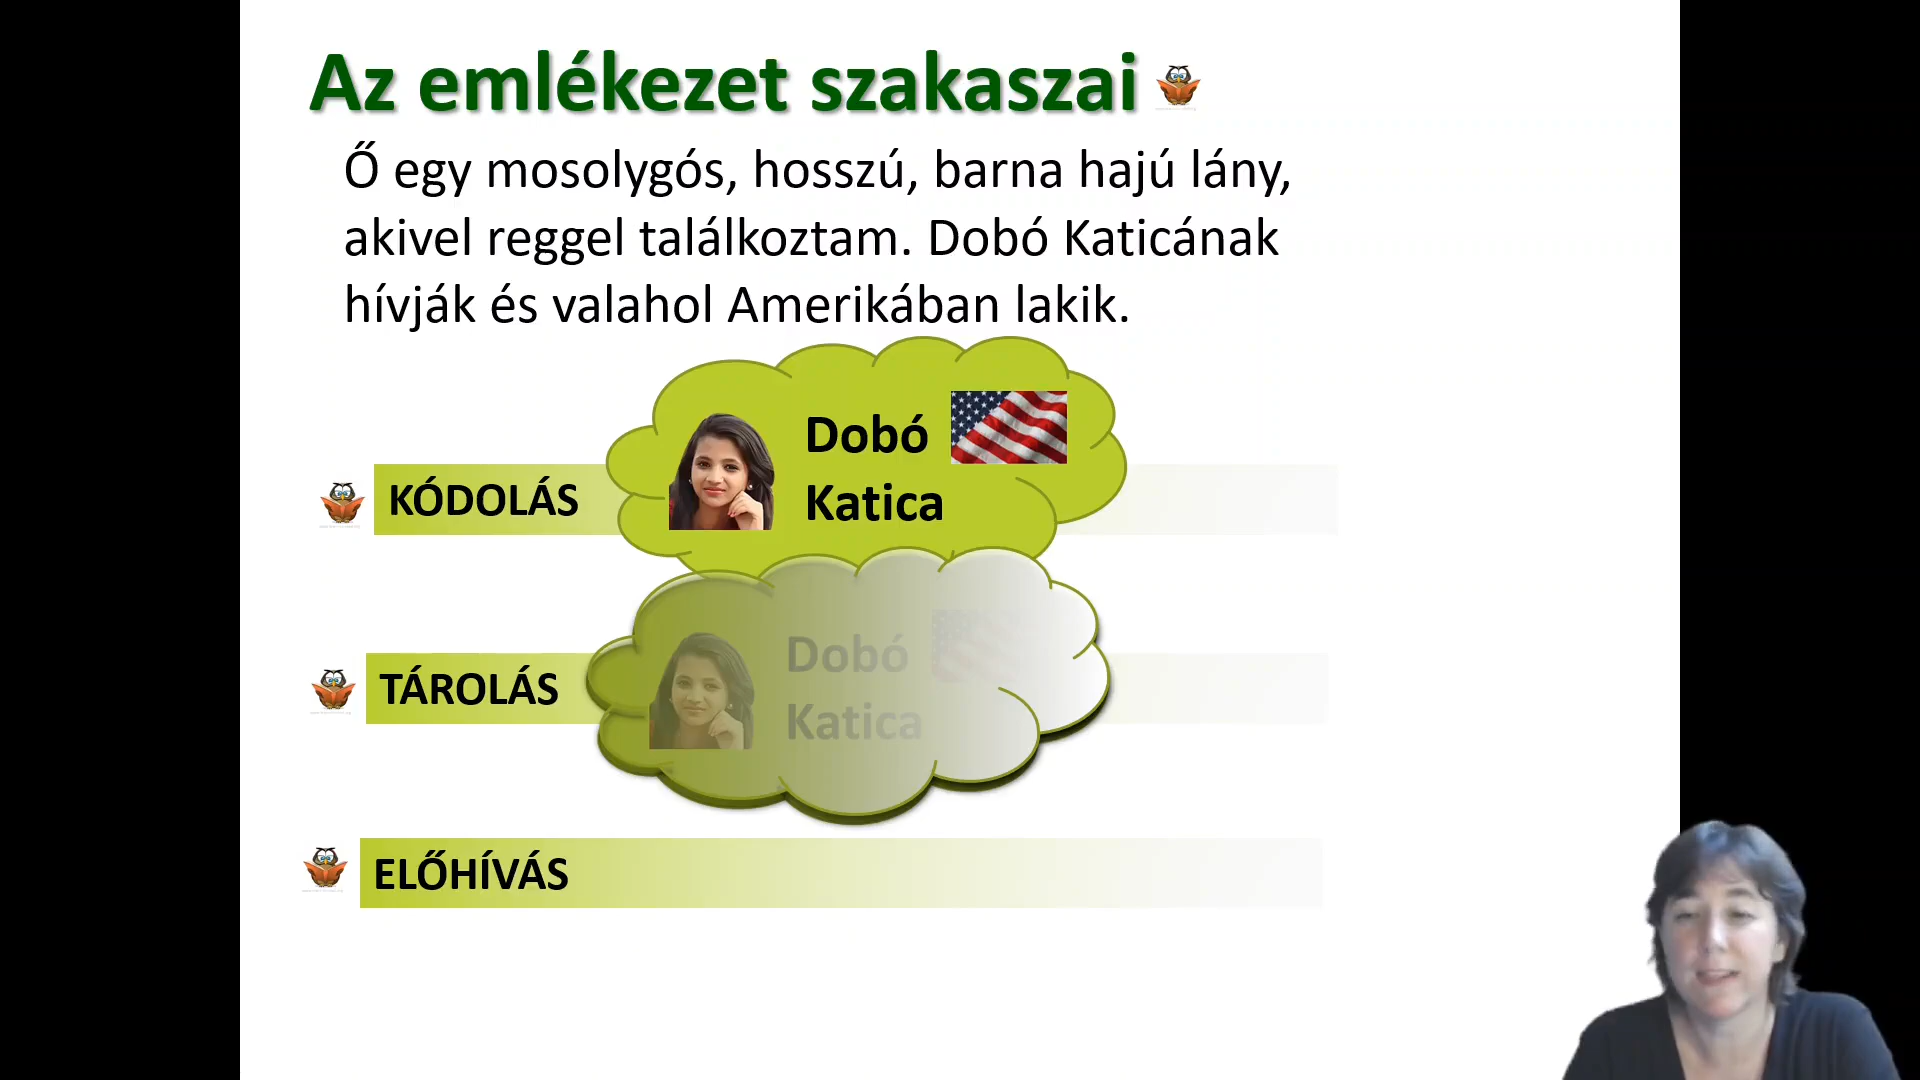 Az emlékezet szakaszai
Ő egy mosolygós, hosszú, barna hajú lány,
akivel reggel találkoztam. Dobó Katicának
hívják és valahol Amerikában lakik.
Dobó
Katica
KÓDOLÁS
Dobó
Katica
TÁROLÁS
ELŐHÍVÁS